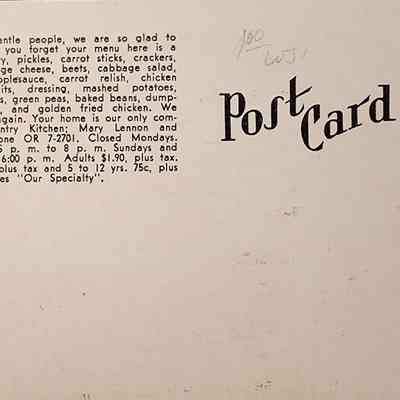 antle people, we are so glad to
you forget your menu here is a
y, pickles, carrot sticks, crackers,
ge cheese, beets, cabbage salad,
pplesauce, carrot relish, chicken
its, dressing, mashed potatoes,
s, green peas, baked beans, dump-
, and golden fried chicken. We
gain. Your home is our only com-
ntry Kitchen; Mary Lennon and
one OR 7-2701. Closed Mondays.
5 p. m. to 8 p. m. Sundays and
6:00 p. m. Adults $1.90, plus tax.
plus tax and 5 to 12 yrs. 75c, plus
es "Our Specialty".
Post Card